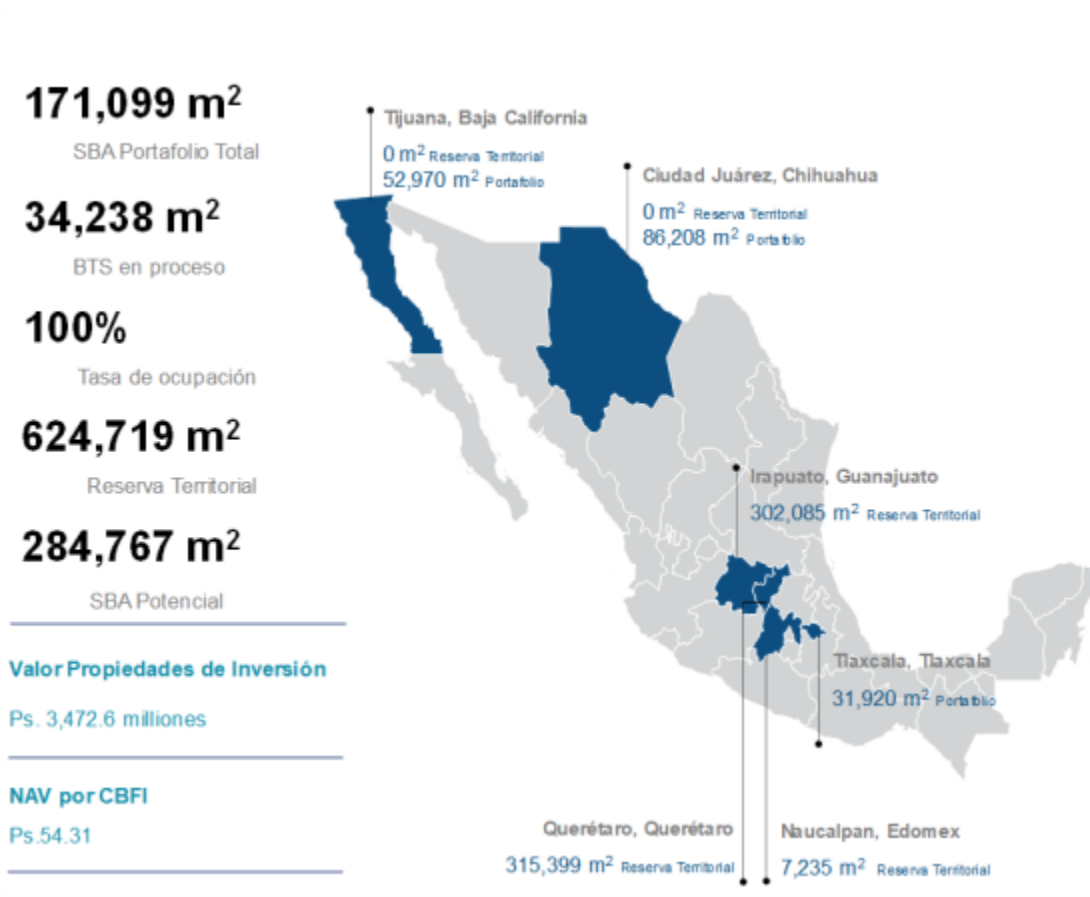 171,099 m²
SBA Portafolio Total
34,238 m²
BTS en proceso
100%
Tasa de ocupación
624,719 m²
Reserva Territorial
284,767 m²
SBA Potencial
Valor Propiedades de Inversión
Ps. 3,472.6 milliones
NAV por CBFI
Ps.54.31
Tijuana, Baja California
0 m² Reserva Territorial
52,970 m² Portafolio
Ciudad Juárez, Chihuahua
0 m² Reserva Territorial
86,208 m² Portafolio
Irapuato, Guanajuato
302,085 m² Reserva Territorial
Tlaxcala, Tlaxcala
31,920 m² Portafolio
Querétaro, Querétaro
315,399 m² Reserva Territorial
Naucalpan, Edomex
7,235 m² Reserva Territorial